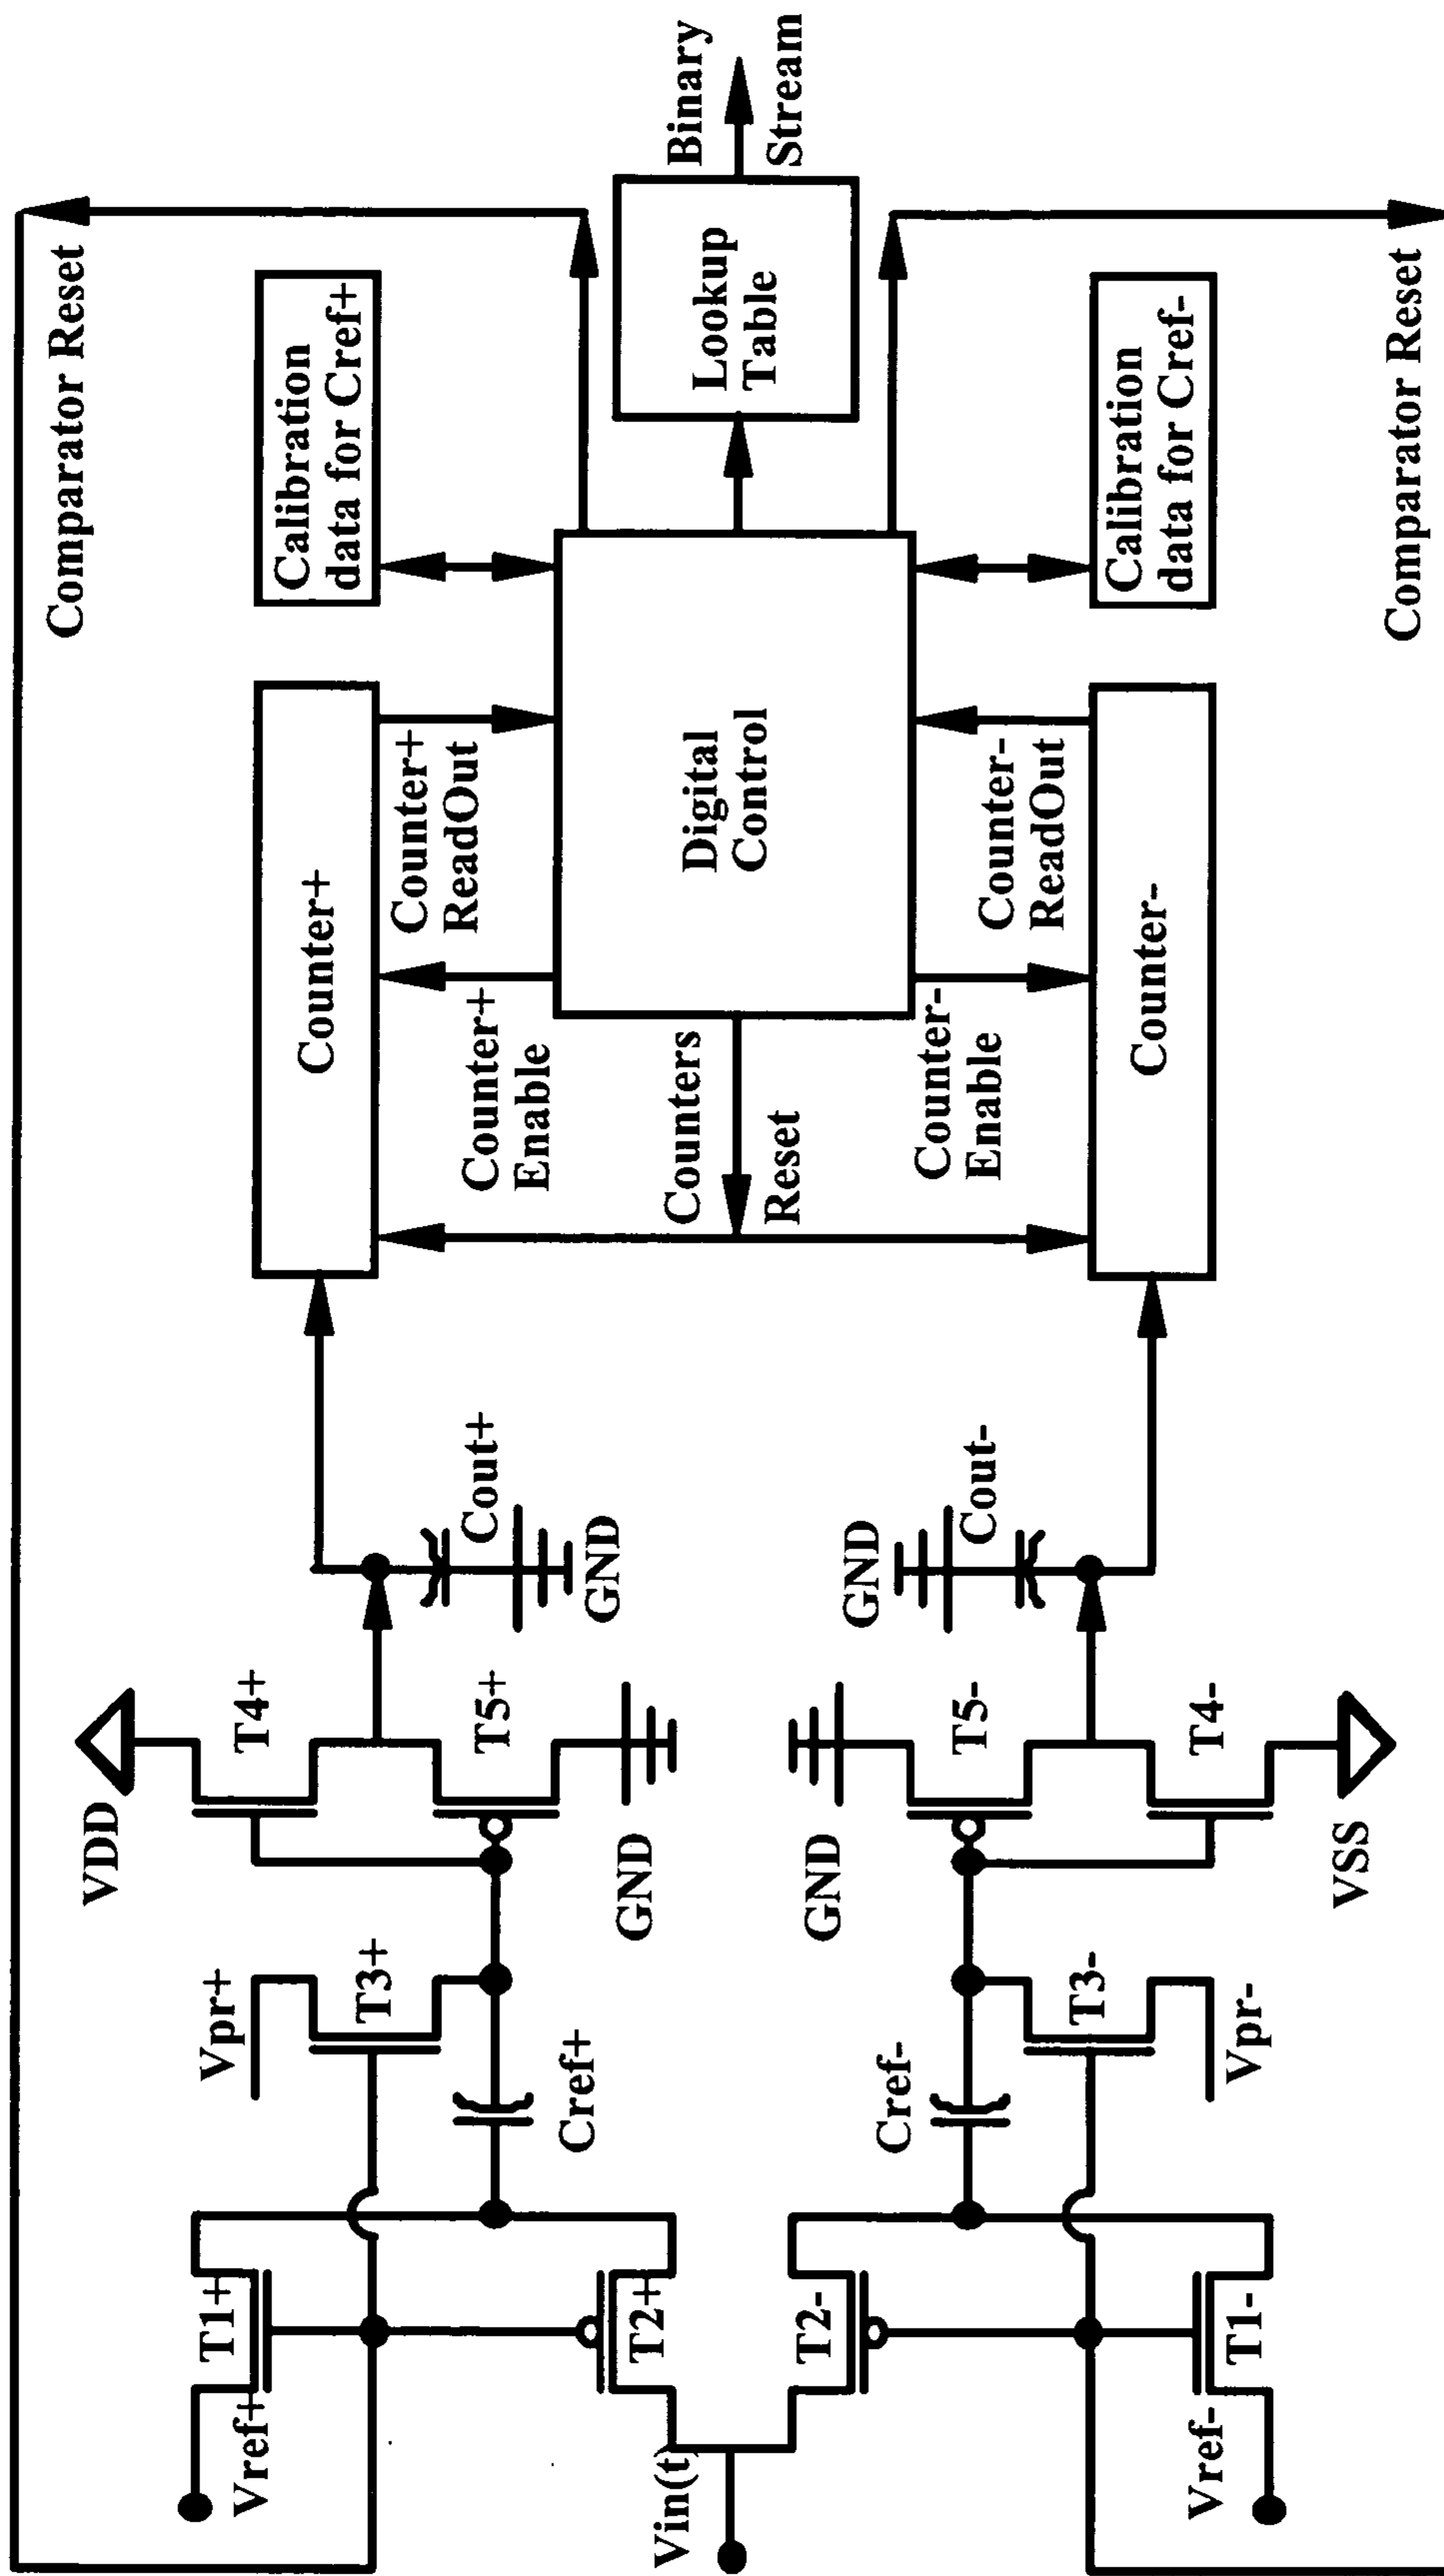 Comparator Reset
VDD
T4+
T5+
GND
Vpr+
T3+
Cref+
Vref+
T1+
T2+
Vin(t)
Cout+
GND
Counter+
Counter+
Enable
Counter+
ReadOut
Calibration
data for Cref+
Counters
Reset
Digital
Control
Lookup
Table
Binary
Stream
T2-
T1-
Vref-
Cref-
T3-
Vpr-
GND
T5-
T4-
VSS
GND
Cout-
Counter-
Enable
Counter-
ReadOut
Counter-
Calibration
data for Cref-
Comparator Reset